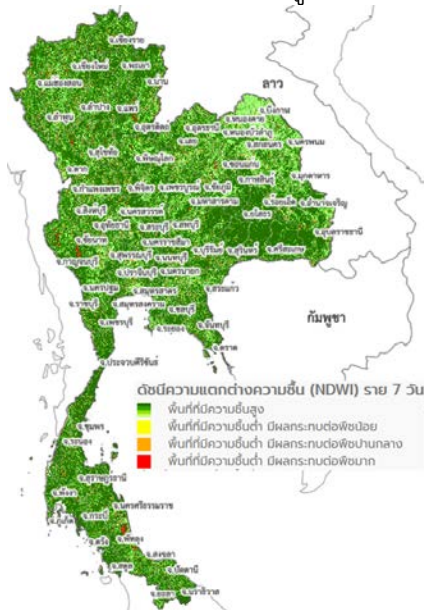 จ.เชียงราย
จ.เชียงใหม่
จ.พะเยา
จ.แม่ฮ่องสอน
จ.น่าน
ลาว
จ.ลำปาง
จ.แพร่
จ.บึงกาฬ
จ.ลำพูน
จ.หนองคาย
จ.อุตรดิตถ์
จ.อุดรธานี
จ.หนองบัวลำภู
จ.เลย
จ.สกลนคร
จ.นครพนม
จ.สุโขทัย
จ.พิษณุโลก
จ.ขอนแก่น
จ.ตาก
จ.กาฬสินธุ์
จ.มุกดาหาร
จ.กำแพงเพชร
จ.พิจิตร
จ.เพชรบูรณ์
จ.ชัยภูมิ
จ.มหาสารคาม
จ.ร้อยเอ็ด
จ.อำนาจเจริญ
จ.ยโสธร
จ.สิงห์บุรี
จ.นครสวรรค์
จ.อุทัยธานี
จ.สระบุรี
จ.ลพบุรี
จ.อุบลราชธานี
จ.ชัยนาท
จ.นครราชสีมา
จ.บุรีรัมย์
จ.สุรินทร์
จ.ศรีสะเกษ
จ.กาญจนบุรี
จ.สุพรรณบุรี
จ.นนทบุรี
จ.ปราจีนบุรี
จ.นครนายก
จ.นครปฐม
จ.สมุทรสาคร
จ.สระแก้ว
จ.ราชบุรี
จ.สมุทรสงคราม
จ.ชลบุรี
กัมพูชา
จ.เพชรบุรี
จ.ระยอง
จ.จันทบุรี
จ.ตราด
จ.ประจวบคีรีขันธ์
ดัชนีความแตกต่างความชื้น (NDWI) ราย 7 วัน
พื้นที่ที่มีความชื้นสูง
พื้นที่ที่มีความชื้นต่ำ มีผลกระทบต่อพืชน้อย
พื้นที่ที่มีความชื้นต่ำ มีผลกระทบต่อพืชปานกลาง
พื้นที่ที่มีความชื้นต่ำ มีผลกระทบต่อพืชมาก
จ.ชุมพร
จ.ระนอง
จ.สุราษฎร์ธานี
จ.พังงา
จ.นครศรีธรรมราช
จ.ภูเก็ต
จ.กระบี่
จ.ตรัง
จ.พัทลุง
จ.สงขลา
จ.สตูล
จ.ปัตตานี
จ.ยะลา
จ.นราธิวาส